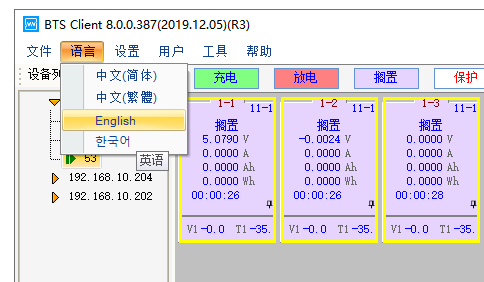 BTS Client 8.0.0.387(2019.12.05)(R3)
文件 语言 设置 用户 工具 帮助
设备列 充电 放电 搁置 保护
中文(简体)
中文(繁體)
English
한국어
英语
53
192.168.10.204
192.168.10.202
1-1 11-1
搁置
5.0790 V
0.0000 A
0.0000 Ah
0.0000 Wh
00:00:26
V1-0.0 T1-35.
1-2 11-1
搁置
-0.0024 V
0.0000 A
0.0000 Ah
0.0000 Wh
00:00:26
V1-0.0 T1-35.
1-3 11-1
搁置
0.0000 V
0.0000 A
0.0000 Ah
0.0000 Wh
00:00:28
V1-0.0 T1-35.